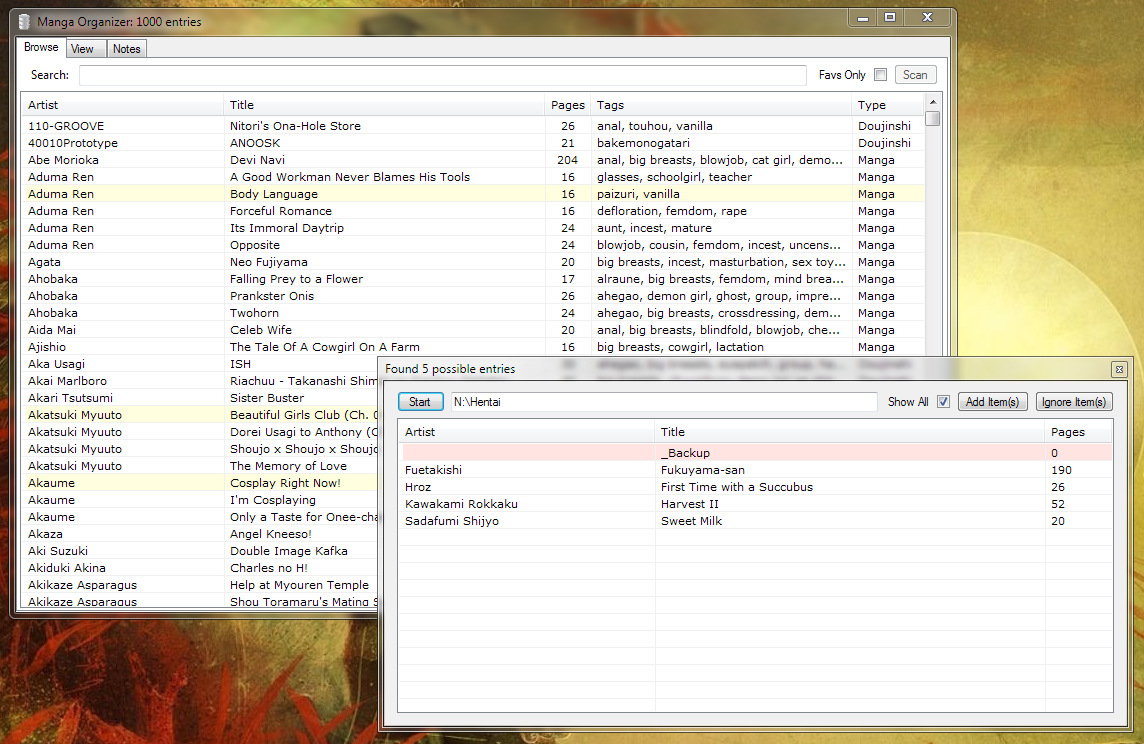 Manga Organizer: 1000 entries
Browse View Notes
Search: Favs Only Scan
Artist Title Pages Tags Type
110-GROOVE Nitori's Ona-Hole Store 26 anal, touhou, vanilla Doujinshi
40010Prototype ANOOSK 21 bakemonogatari Doujinshi
Abe Morioka Devi Navi 204 anal, big breasts, blowjob, cat girl, demo... Manga
Aduma Ren A Good Workman Never Blames His Tools 16 glasses, schoolgirl, teacher Manga
Aduma Ren Body Language 16 paizuri, vanilla Manga
Aduma Ren Forceful Romance 16 defloration, femdom, rape Manga
Aduma Ren Its Immoral Daytrip 24 aunt, incest, mature Manga
Aduma Ren Opposite 24 blowjob, cousin, femdom, incest, uncens... Manga
Agata Neo Fujiyama 20 big breasts, incest, masturbation, sex toy... Manga
Ahobaka Falling Prey to a Flower 17 alraune, big breasts, femdom, mind brea... Manga
Ahobaka Prankster Onis 26 ahegao, demon girl, ghost, group, impre... Manga
Ahobaka Twohorn 24 ahegao, big breasts, crossdressing, dem... Manga
Aida Mai Celeb Wife 20 anal, big breasts, blindfold, blowjob, che... Manga
Ajishio The Tale Of A Cowgirl On A Farm 16 big breasts, cowgirl, lactation Manga
Aka Usagi ISH
Akai Marlboro Riachuu - Takanashi Shim
Akari Tsutsumi Sister Buster
Akatsuki Myuuto Beautiful Girls Club (Ch. 0
Akatsuki Myuuto Dorei Usagi to Anthony (C
Akatsuki Myuuto Shoujo x Shoujo x Shoujo
Akatsuki Myuuto The Memory of Love
Akaume Cosplay Right Now!
Akaume I'm Cosplaying
Akaume Only a Taste for Onee-cha
Akaza Angel Kneeso!
Aki Suzuki Double Image Kafka
Akiduki Akina Charles no H!
Akikaze Asparagus Help at Myouren Temple
Akikaze Asparagus Shou Toramaru's Mating S
Found 5 possible entries
Start N:\Hentai Show All Add Item(s) Ignore Item(s)
Artist Title Pages
_Backup 0
Fuetakishi Fukuyama-san 190
Hroz First Time with a Succubus 26
Kawakami Rokkaku Harvest II 52
Sadafumi Shijyo Sweet Milk 20